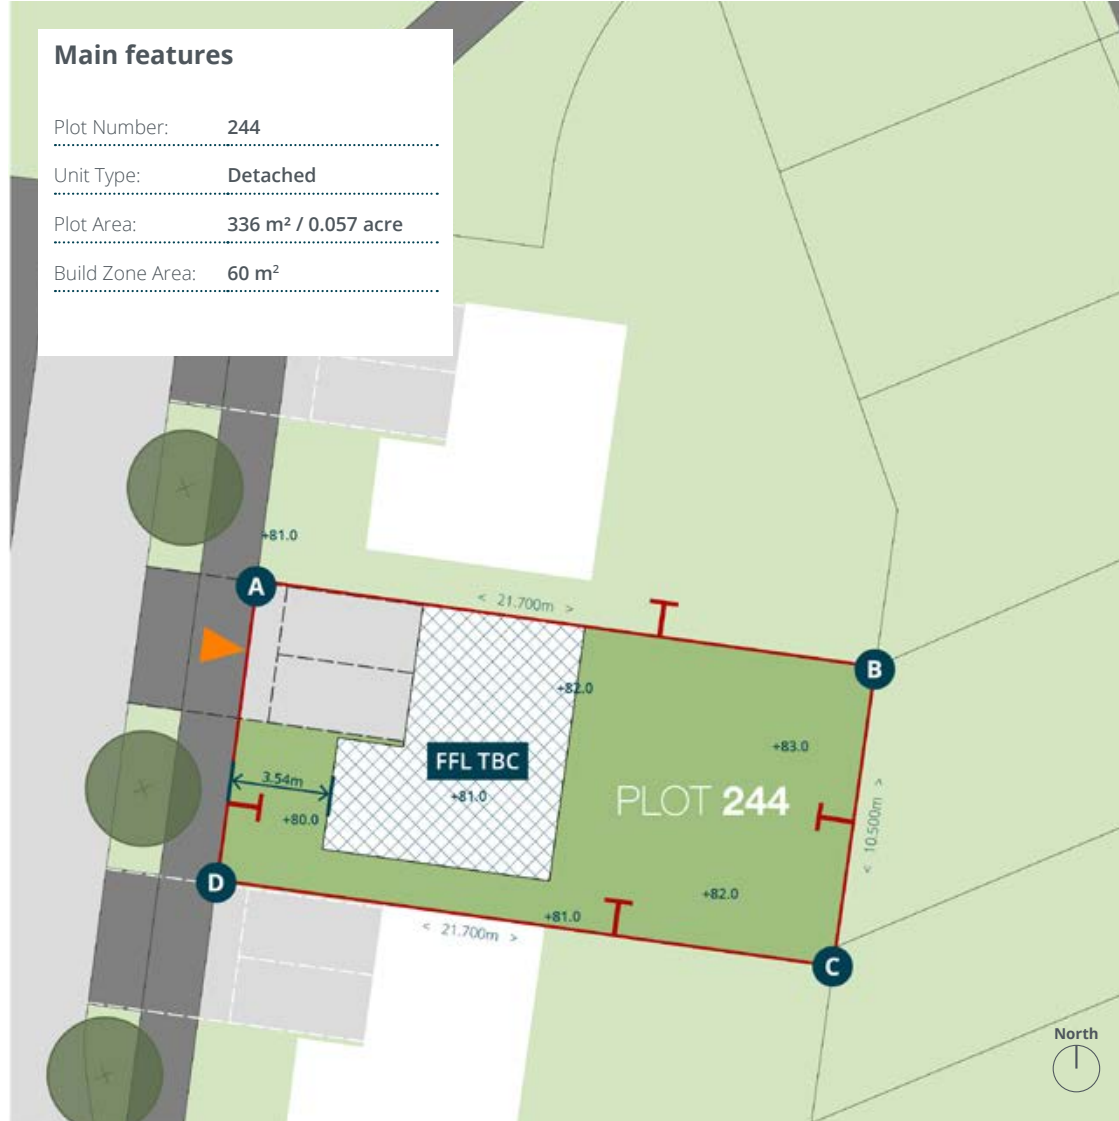 Main features
Plot Number: 244
Unit Type: Detached
Plot Area: 336 m² / 0.057 acre
Build Zone Area: 60 m²
+81.0
A
< 21.700m >
B
+82.0
+83.0
FFL TBC
+81.0
PLOT 244
3.54m
+80.0
< 10.500m >
D
+82.0
+81.0
< 21.700m >
C
North